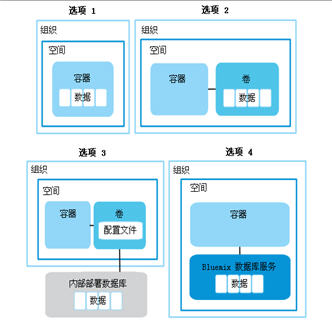 选项 1
选项 2
组织
空间
容器
数据
组织
空间
容器
卷
数据
选项 3
选项 4
组织
空间
容器
卷
配置文件
内部部署数据库
数据
组织
空间
容器
Bluemix 数据库服务
数据